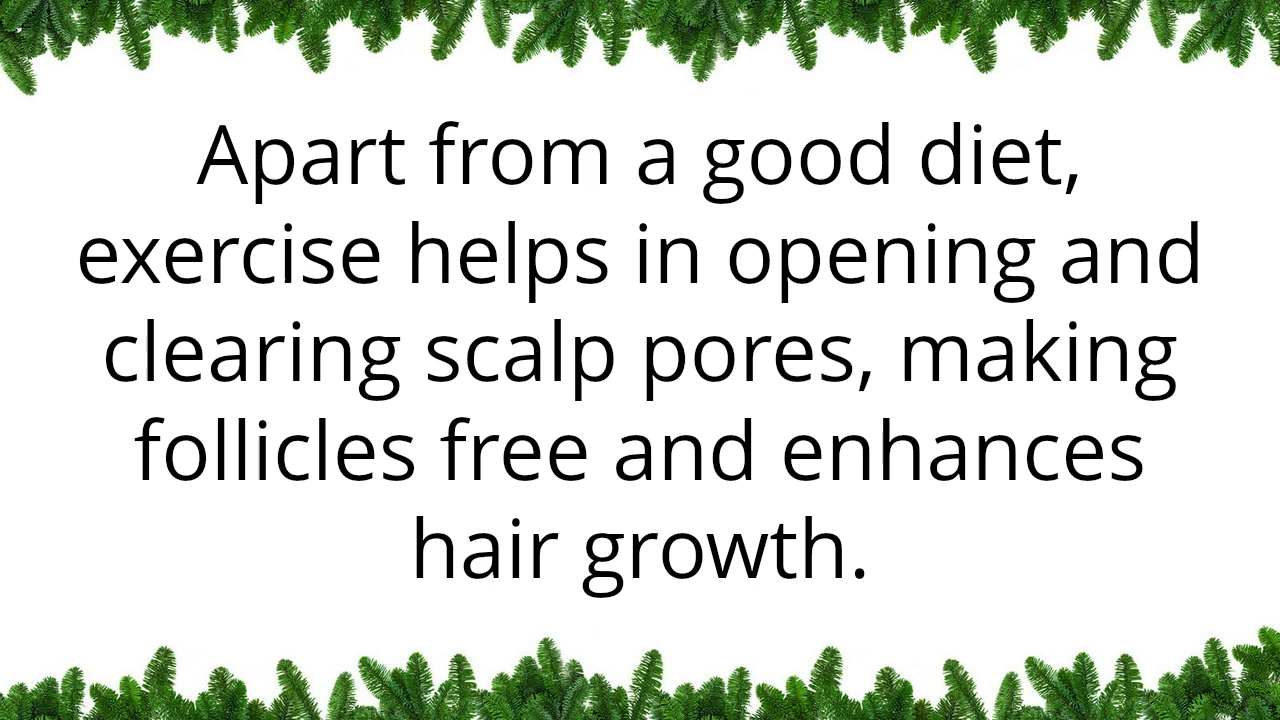 Apart from a good diet,
exercise helps in opening and
clearing scalp pores, making
follicles free and enhances
hair growth.